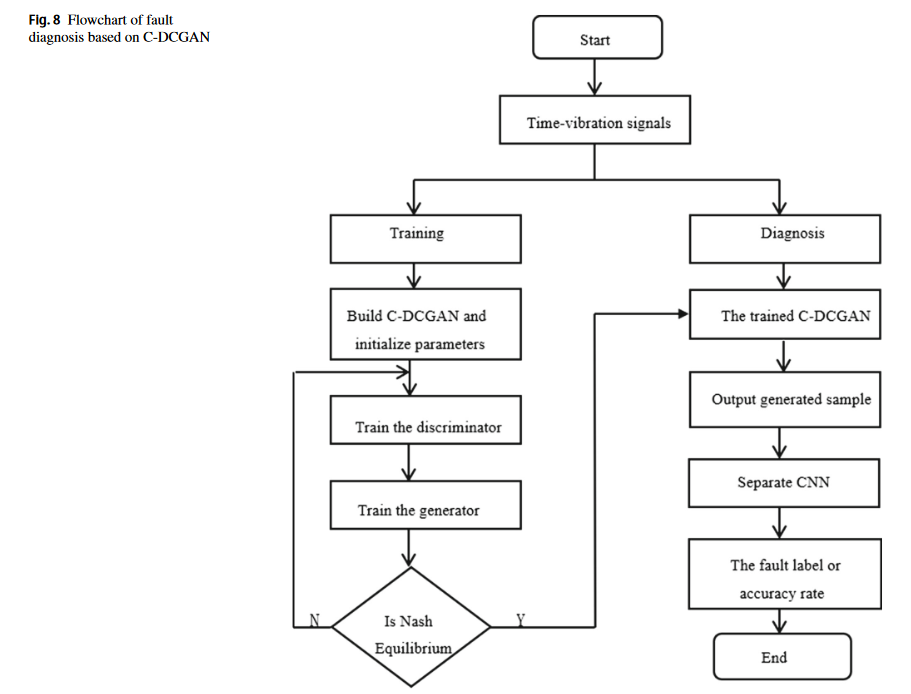 Fig. 8 Flowchart of fault
diagnosis based on C-DCGAN
Start
Time-vibration signals
Training
Build C-DCGAN and
initialize parameters
Train the discriminator
Train the generator
Is Nash
Equilibrium
N
Y
Diagnosis
The trained C-DCGAN
Output generated sample
Separate CNN
The fault label or
accuracy rate
End